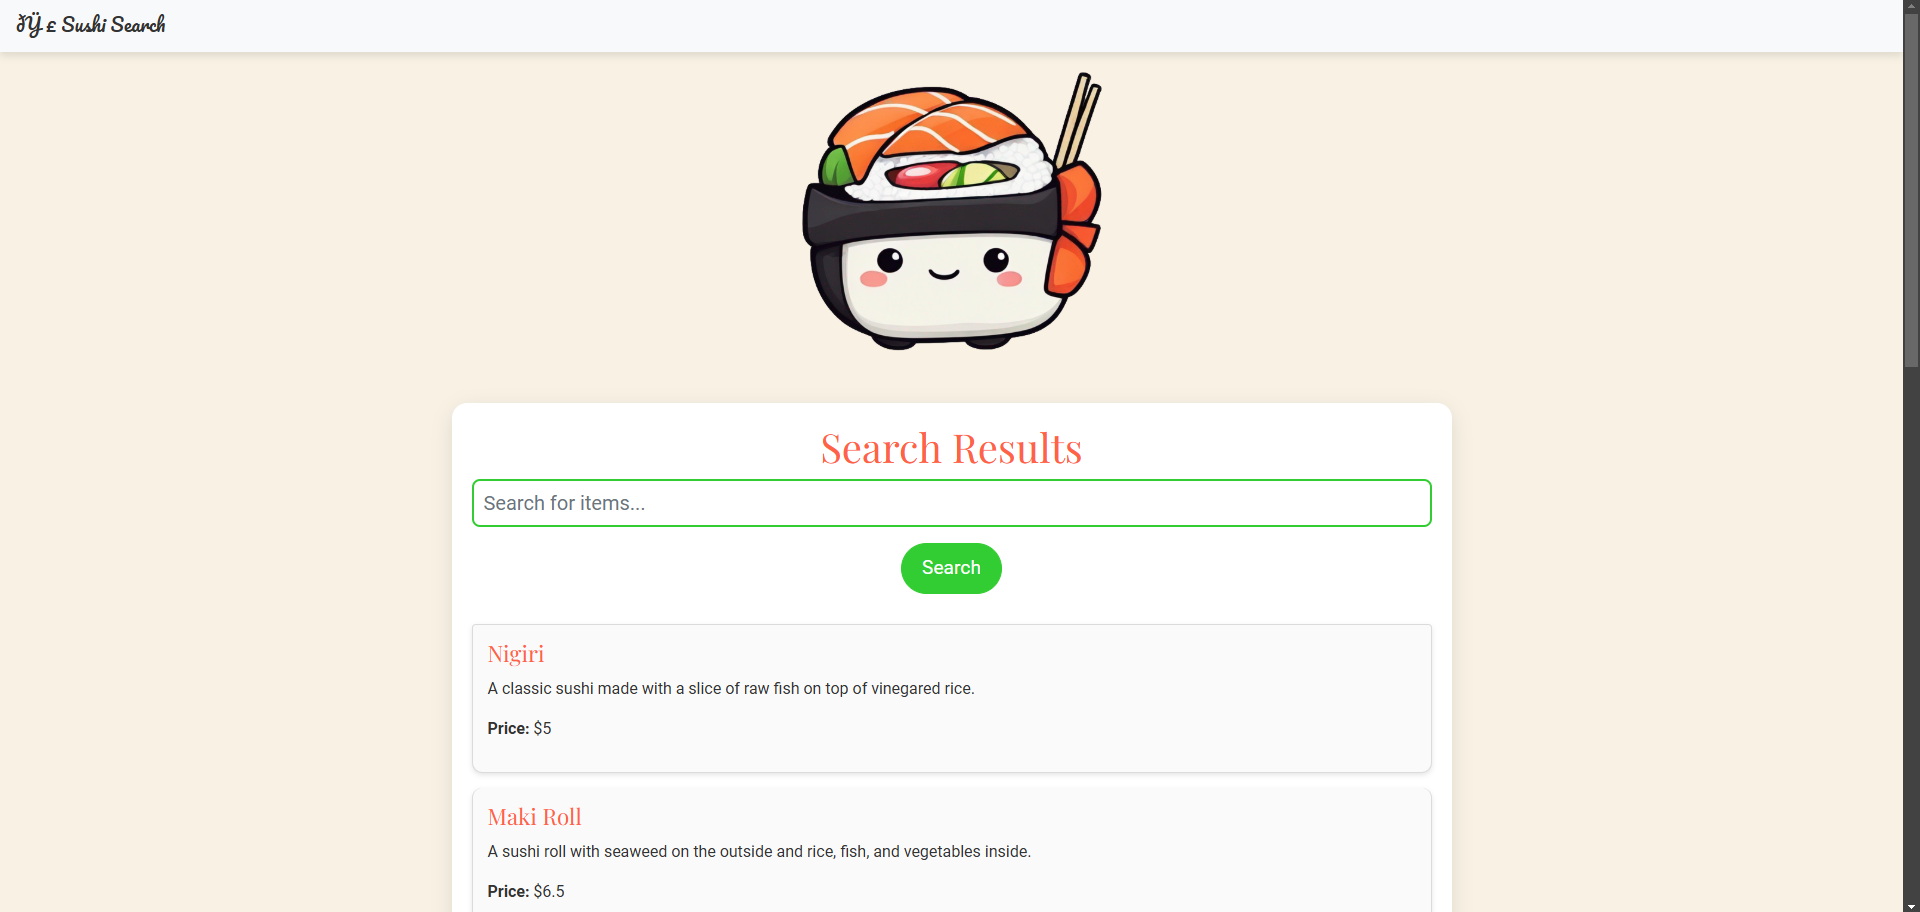 ðŸ £ Sushi Search
Search Results
Search for items...
Search
Nigiri
A classic sushi made with a slice of raw fish on top of vinegared rice.
Price: $5
Maki Roll
A sushi roll with seaweed on the outside and rice, fish, and vegetables inside.
Price: $6.5